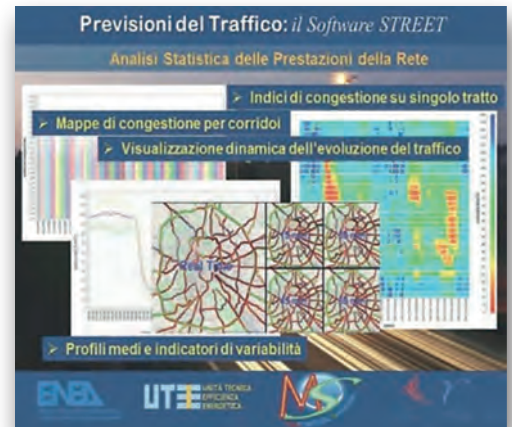 Previsioni del Traffico: il Software STREET
Analisi Statistica delle Prestazioni della Rete
➢ Indici di congestione su singolo tratto
➢ Mappe di congestione per corridoi
➢ Visualizzazione dinamica dell'evoluzione del traffico
Real Time
➢ Profili medi e indicatori di variabilità
ENEA
UTEE
UNITÀ TECNICA
EFFICIENZA
ENERGETICA